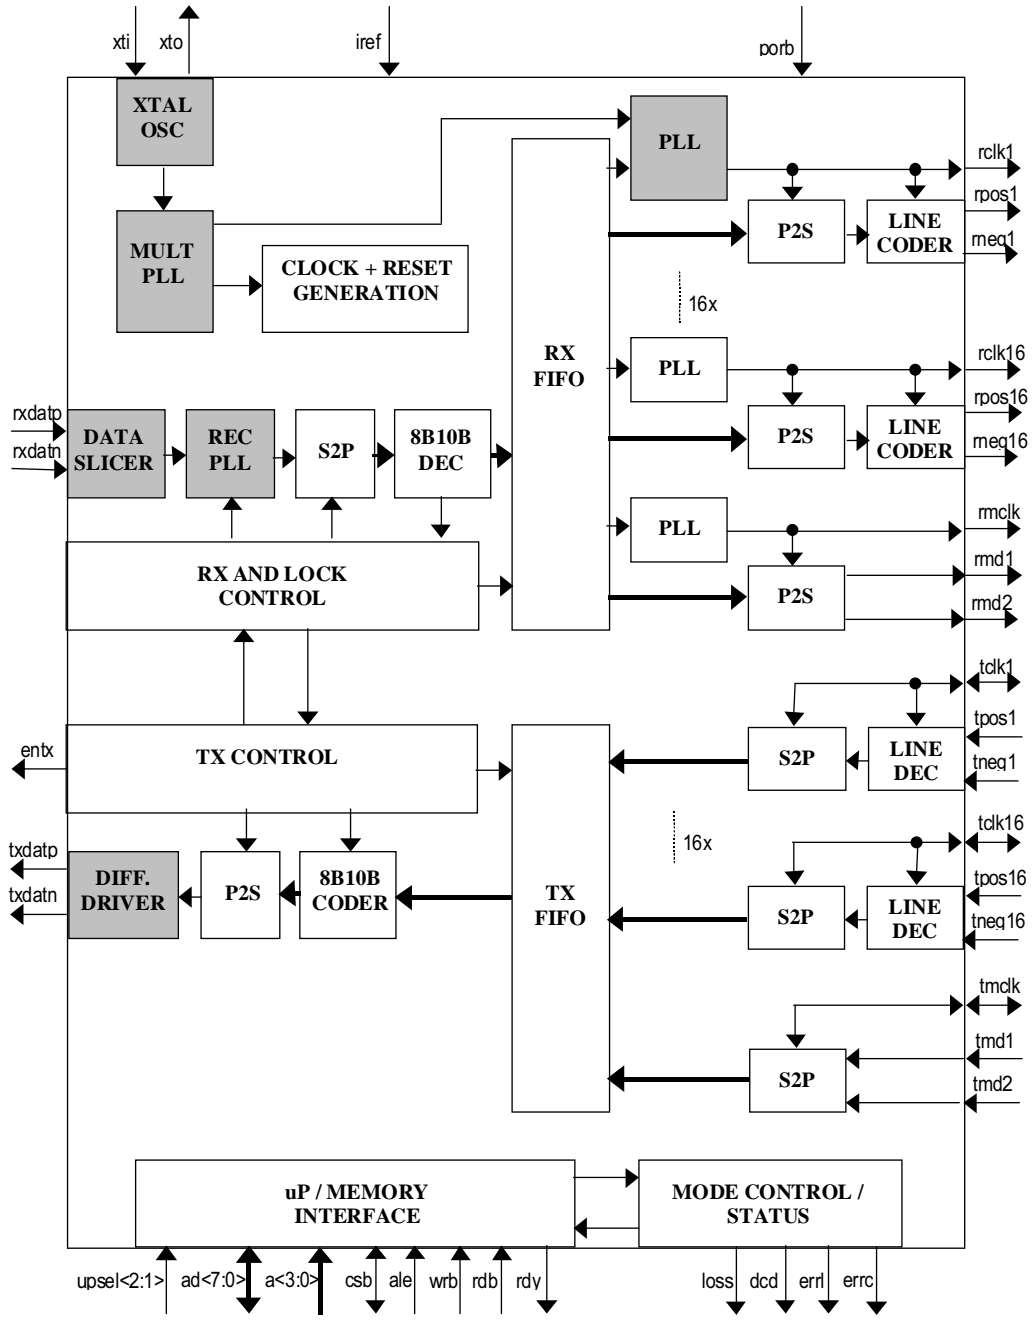 xti
xto
iref
porb
XTAL
OSC
PLL
rclk1
rpos1
rneg1
P2S
LINE
CODER
MULT
PLL
CLOCK + RESET
GENERATION
16x
RX
FIFO
PLL
rclk16
rpos16
rneg16
P2S
LINE
CODER
rxdatp
rxdatn
DATA
SLICER
REC
PLL
S2P
8B10B
DEC
PLL
rmclk
rmd1
rmd2
P2S
RX AND LOCK
CONTROL
tclk1
tpos1
tneg1
S2P
LINE
DEC
entx
TX CONTROL
16x
tclk16
tpos16
tneg16
S2P
LINE
DEC
txdatp
txdatn
DIFF.
DRIVER
P2S
8B10B
CODER
TX
FIFO
tmclk
tmd1
tmd2
S2P
uP / MEMORY
INTERFACE
MODE CONTROL /
STATUS
upsel<2:1>
ad<7:0>
a<3:0>
csb
ale
wrb
rdb
rdy
loss
dcd
errl
errc